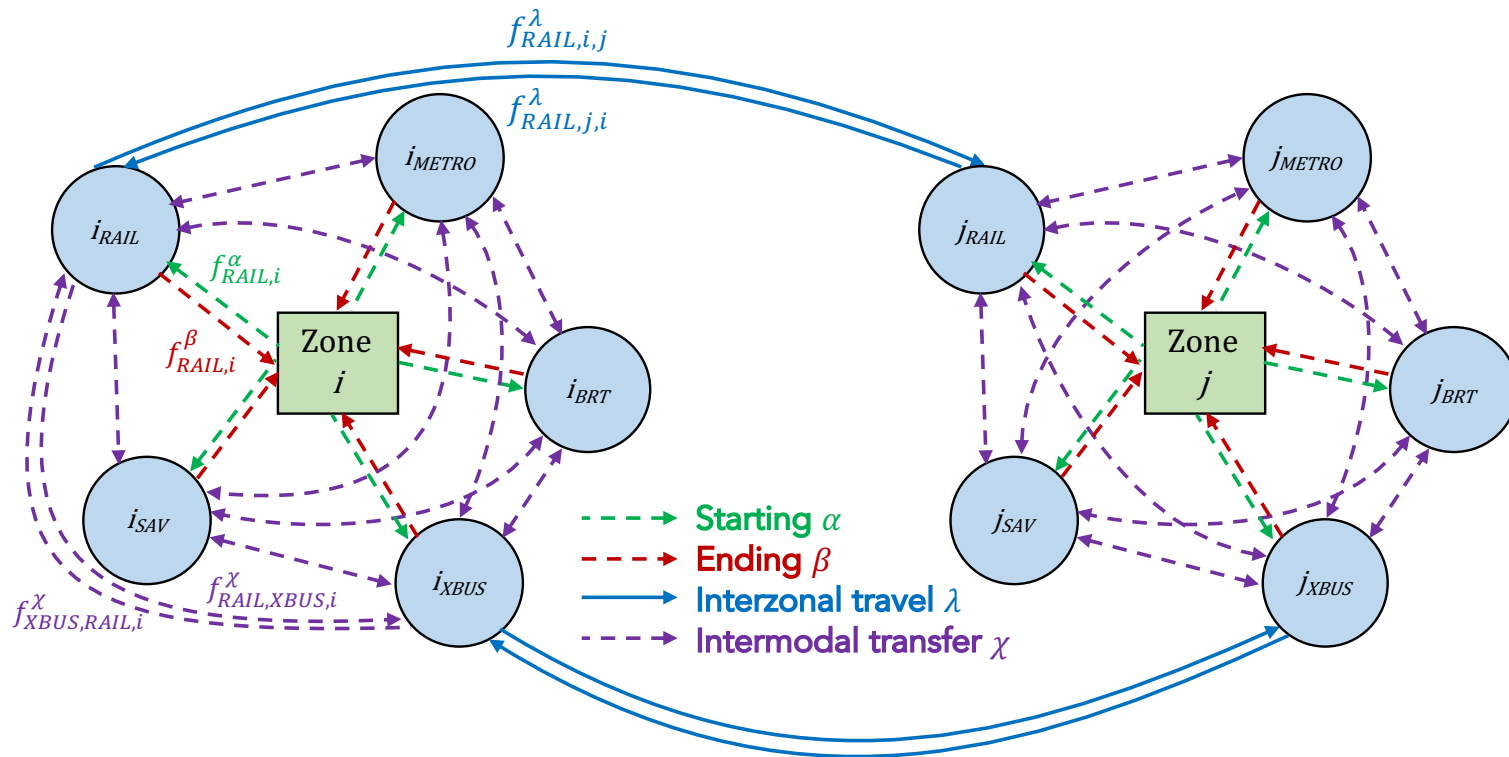 f^λ_{RAIL,i,j}
f^λ_{RAIL,j,i}
i_{METRO}
j_{METRO}
i_{RAIL}
j_{RAIL}
f^α_{RAIL,i}
f^β_{RAIL,i}
Zone
i
Zone
j
i_{BRT}
j_{BRT}
i_{SAV}
j_{SAV}
i_{XBUS}
j_{XBUS}
f^χ_{RAIL,XBUS,i}
f^χ_{XBUS,RAIL,i}
Starting α
Ending β
Interzonal travel λ
Intermodal transfer χ